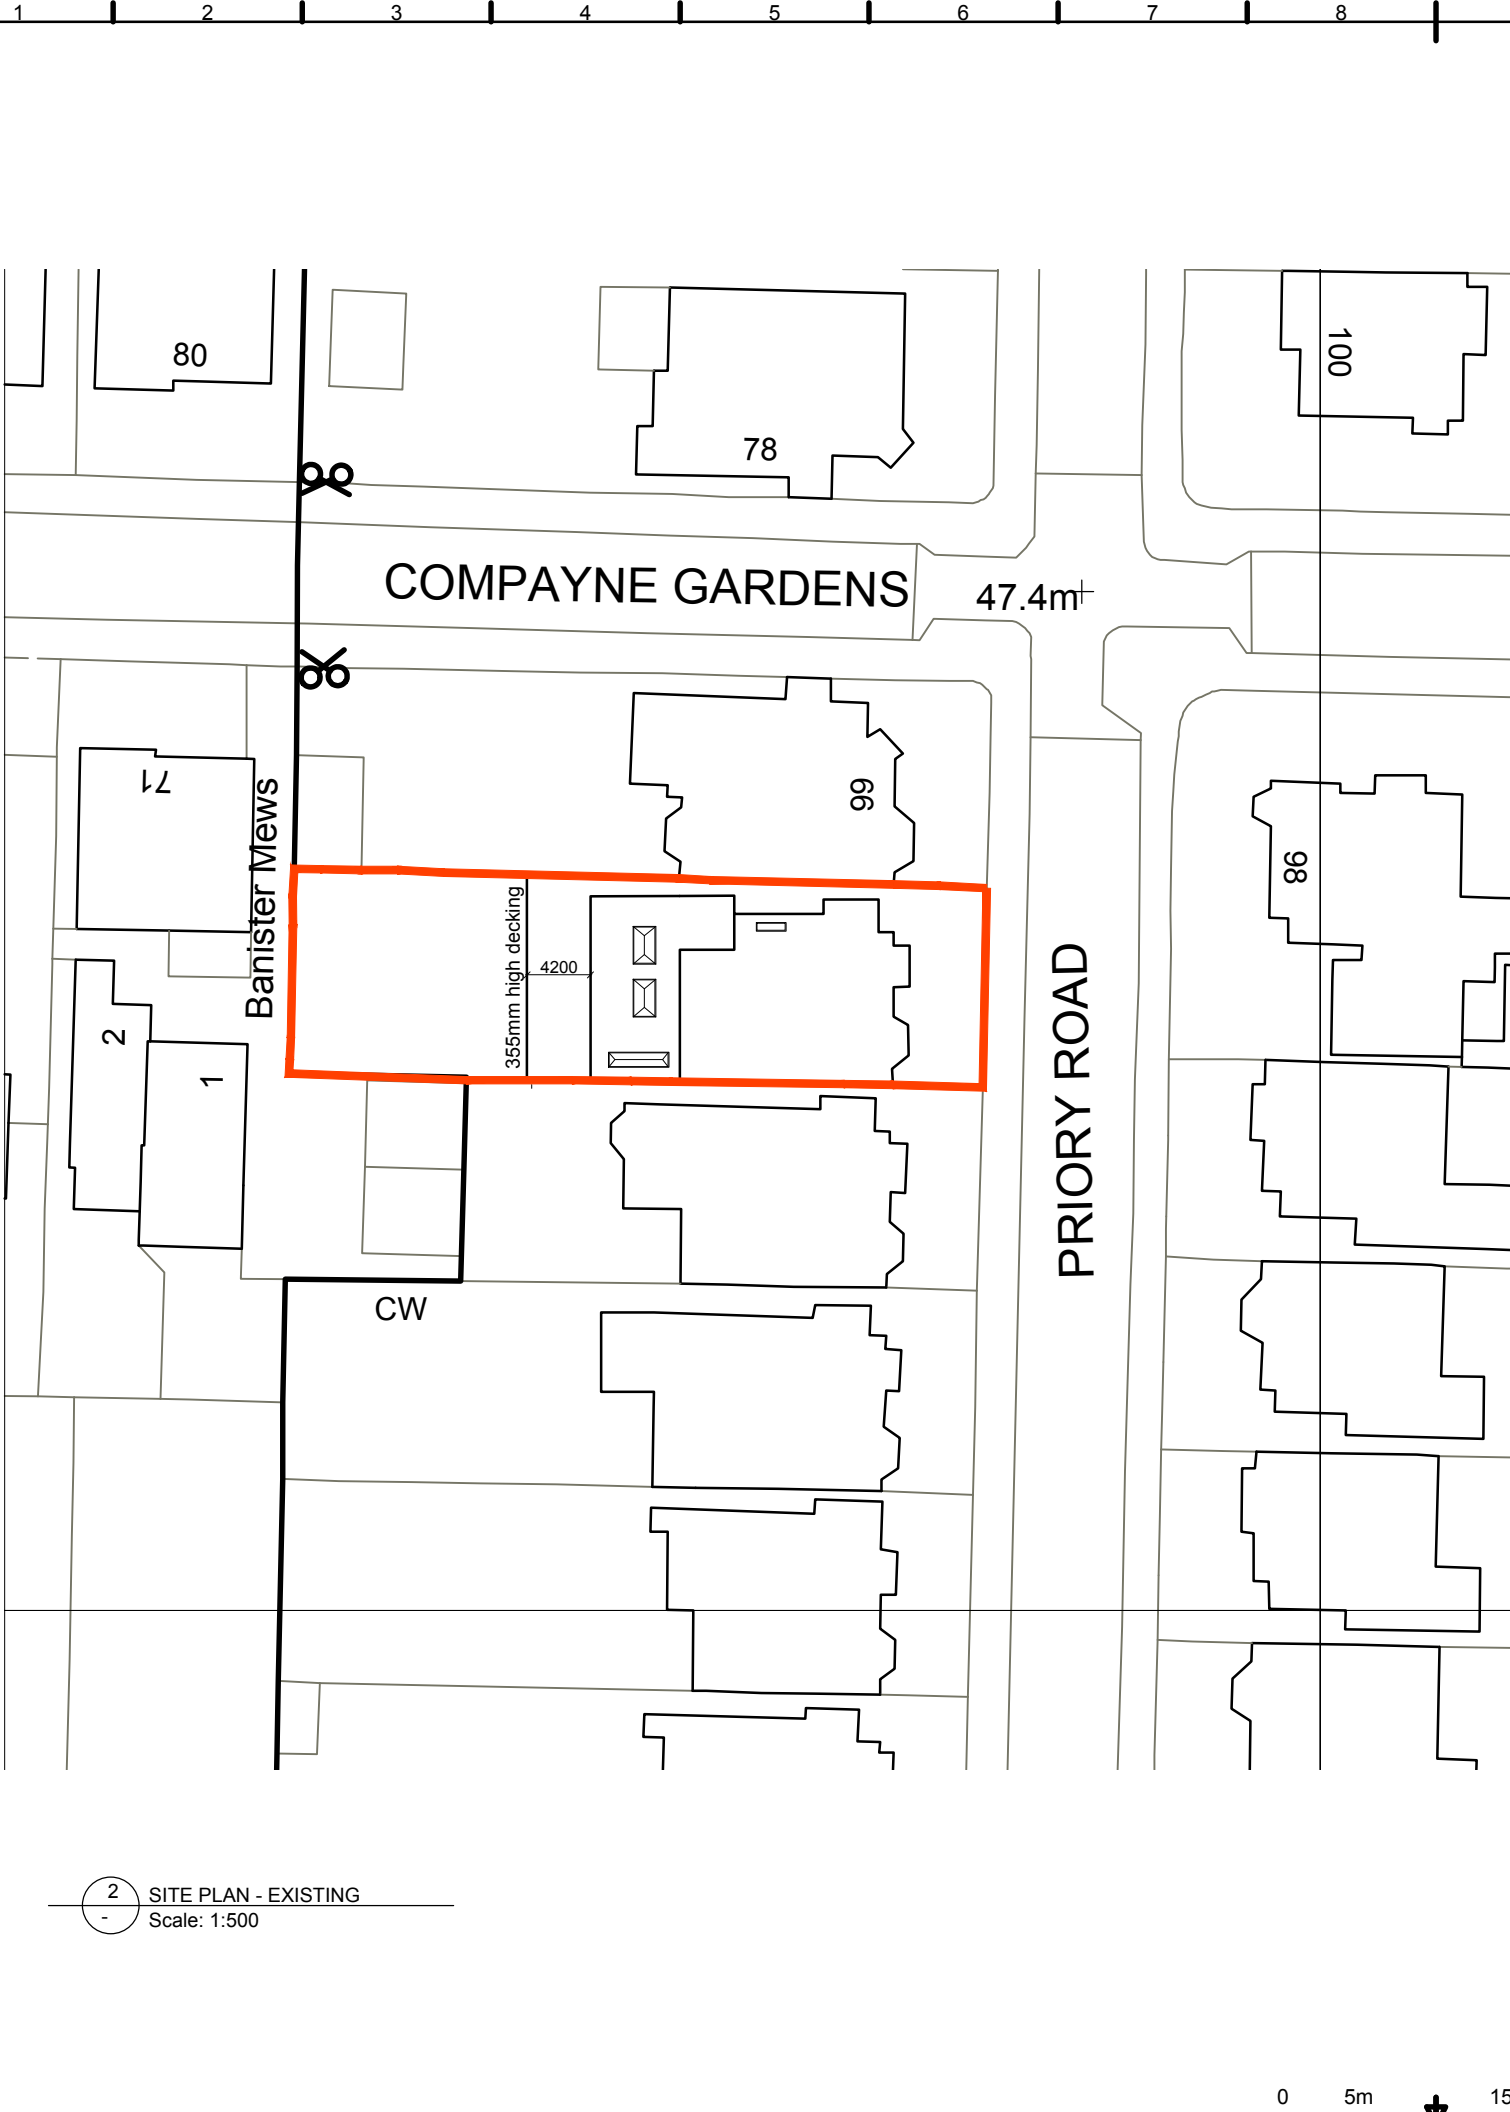 1 2 3 4 5 6 7 8
80
78
100
COMPAYNE GARDENS
47.4m
71
Banister Mews
66
98
355mm high decking
4200
PRIORY ROAD
2
1
CW
2
-
SITE PLAN - EXISTING
Scale: 1:500
0 5m 15